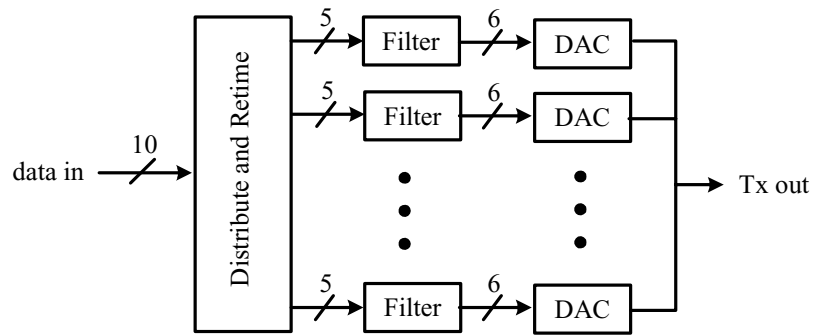 5 Filter 6 DAC
5 Filter 6 DAC
10
data in
Distribute and Retime
Tx out
5 Filter 6 DAC